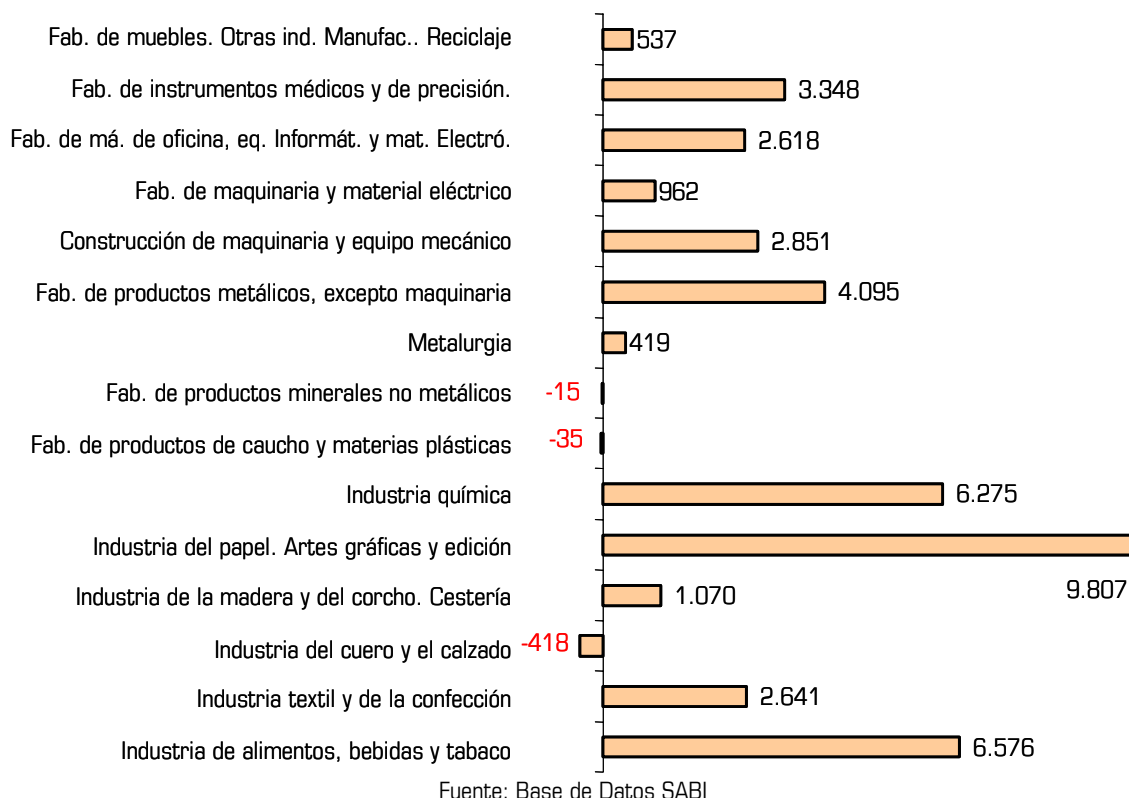 Fab. de muebles. Otras ind. Manufac.. Reciclaje 537
Fab. de instrumentos médicos y de precisión. 3.348
Fab. de má. de oficina, eq. Informát. y mat. Electró. 2.618
Fab. de maquinaria y material eléctrico 962
Construcción de maquinaria y equipo mecánico 2.851
Fab. de productos metálicos, excepto maquinaria 4.095
Metalurgia 419
Fab. de productos minerales no metálicos -15
Fab. de productos de caucho y materias plásticas -35
Industria química 6.275
Industria del papel. Artes gráficas y edición 9.807
Industria de la madera y del corcho. Cestería 1.070
Industria del cuero y el calzado -418
Industria textil y de la confección 2.641
Industria de alimentos, bebidas y tabaco 6.576
Fuente: Base de Datos SABI